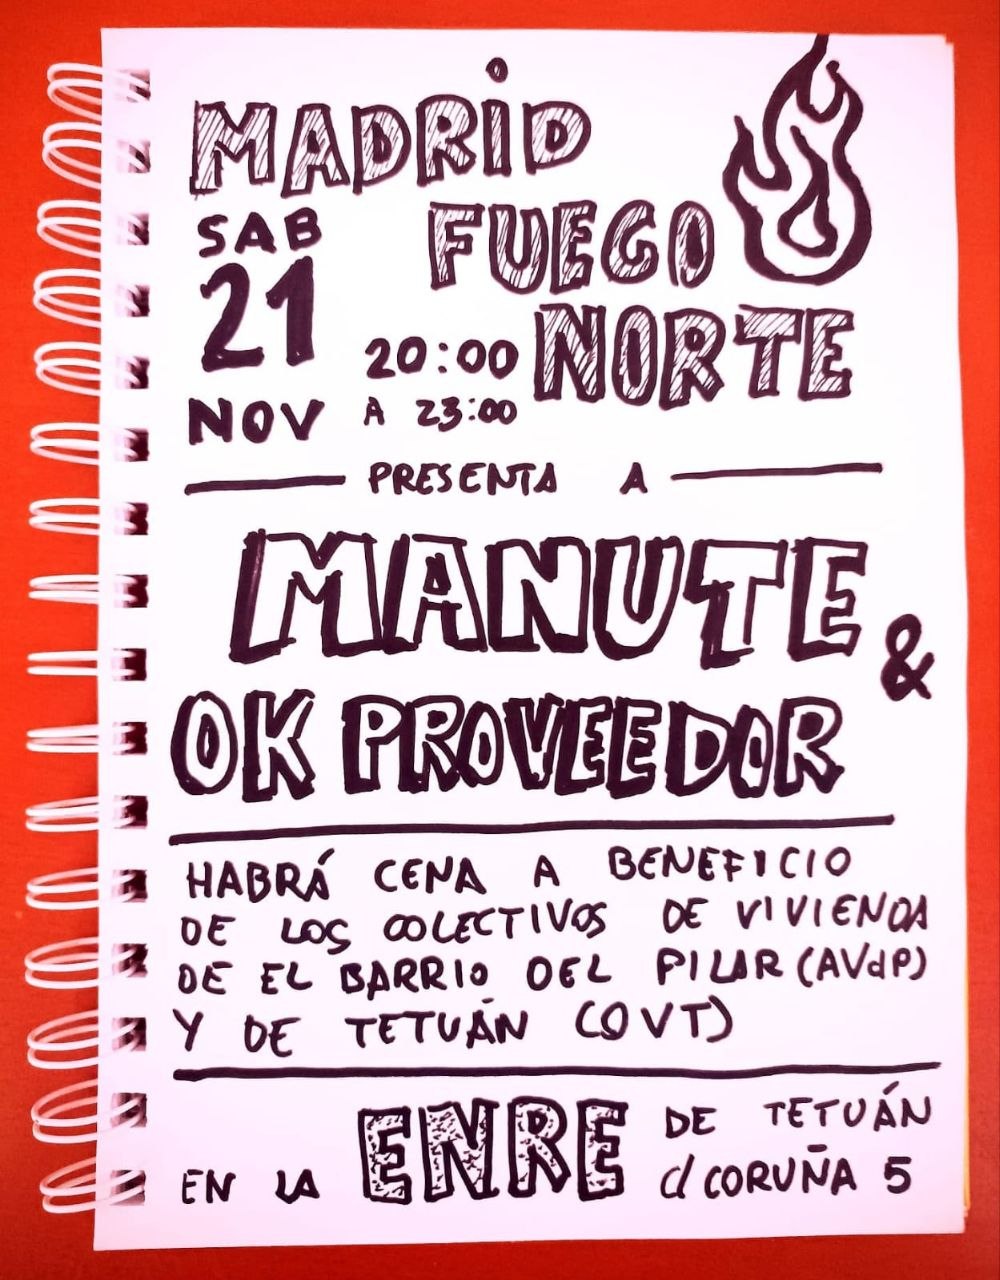 MADRID
FUEGO
NORTE
SAB
21
NOV
20:00
A 23:00
PRESENTA A
MANUTE &
OK PROVEEDOR
HABRÁ CENA A BENEFICIO
DE LOS COLECTIVOS DE VIVIENDA
DE EL BARRIO DEL PILAR (AVdP)
Y DE TETUÁN (OVT)
EN LA ENRE DE TETUÁN
c/ CORUÑA 5